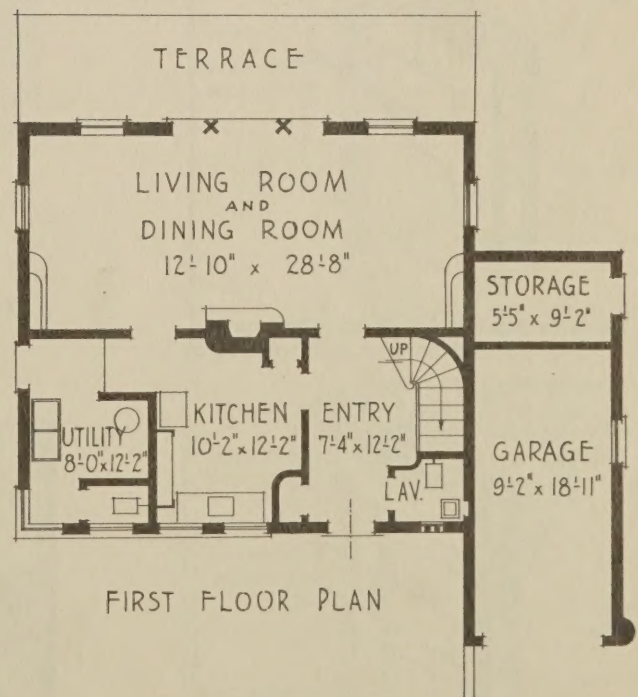 TERRACE
LIVING ROOM
AND
DINING ROOM
12'-10" x 28'-8"
STORAGE
5'-5" x 9'-2"
UP
KITCHEN
10'-2" x 12'-2"
ENTRY
7'-4" x 12'-2"
UTILITY
8'-0" x 12'-2"
LAV.
GARAGE
9'-2" x 18'-11"
FIRST FLOOR PLAN